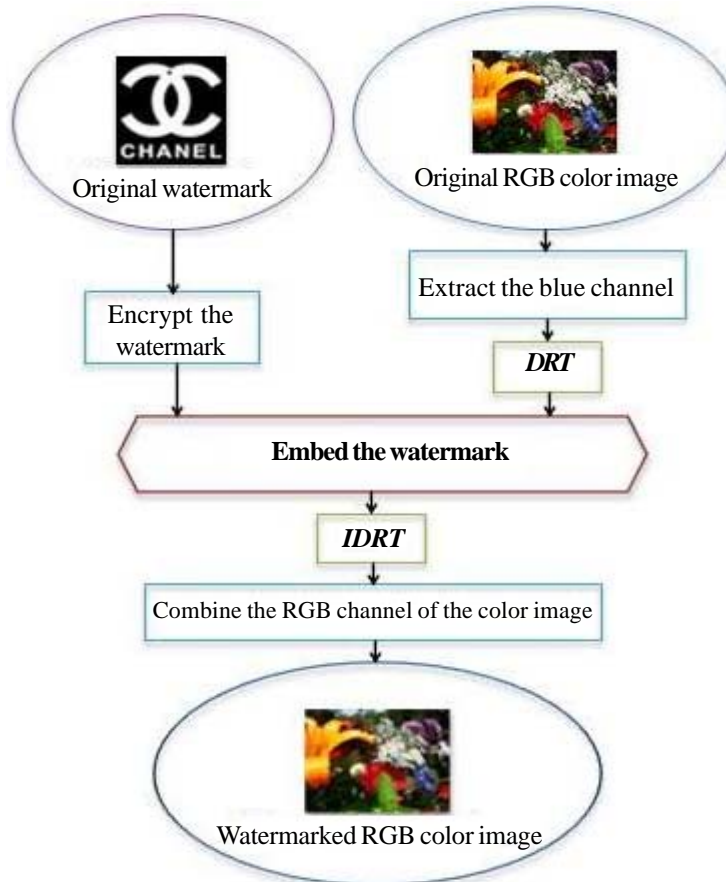 CHANEL
Original watermark
Original RGB color image
Encrypt the
watermark
Extract the blue channel
DRT
Embed the watermark
IDRT
Combine the RGB channel of the color image
Watermarked RGB color image